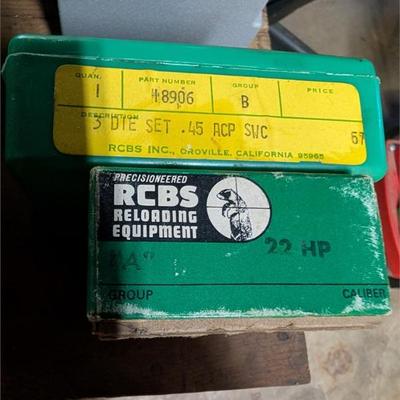 QUAN. PART NUMBER GROUP PRICE
1 18906 B
DESCRIPTION
3 DIE SET .45 ACP SWC 67
RCBS INC., OROVILLE, CALIFORNIA 95965
PRECISIONEERED
RCBS
RELOADING
EQUIPMENT
"A" 22 HP
GROUP CALIBER